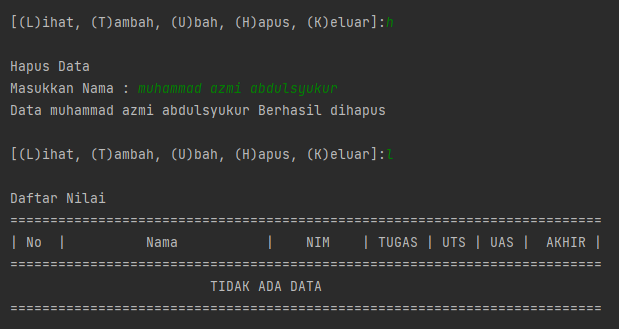 [(L)ihat, (T)ambah, (U)bah, (H)apus, (K)eluar]:h
Hapus Data
Masukkan Nama : muhammad azmi abdulsyukur
Data muhammad azmi abdulsyukur Berhasil dihapus
[(L)ihat, (T)ambah, (U)bah, (H)apus, (K)eluar]:l
Daftar Nilai
==========================================================================
| No  |          Nama           |    NIM    | TUGAS | UTS | UAS |  AKHIR |
==========================================================================
                         TIDAK ADA DATA
==========================================================================